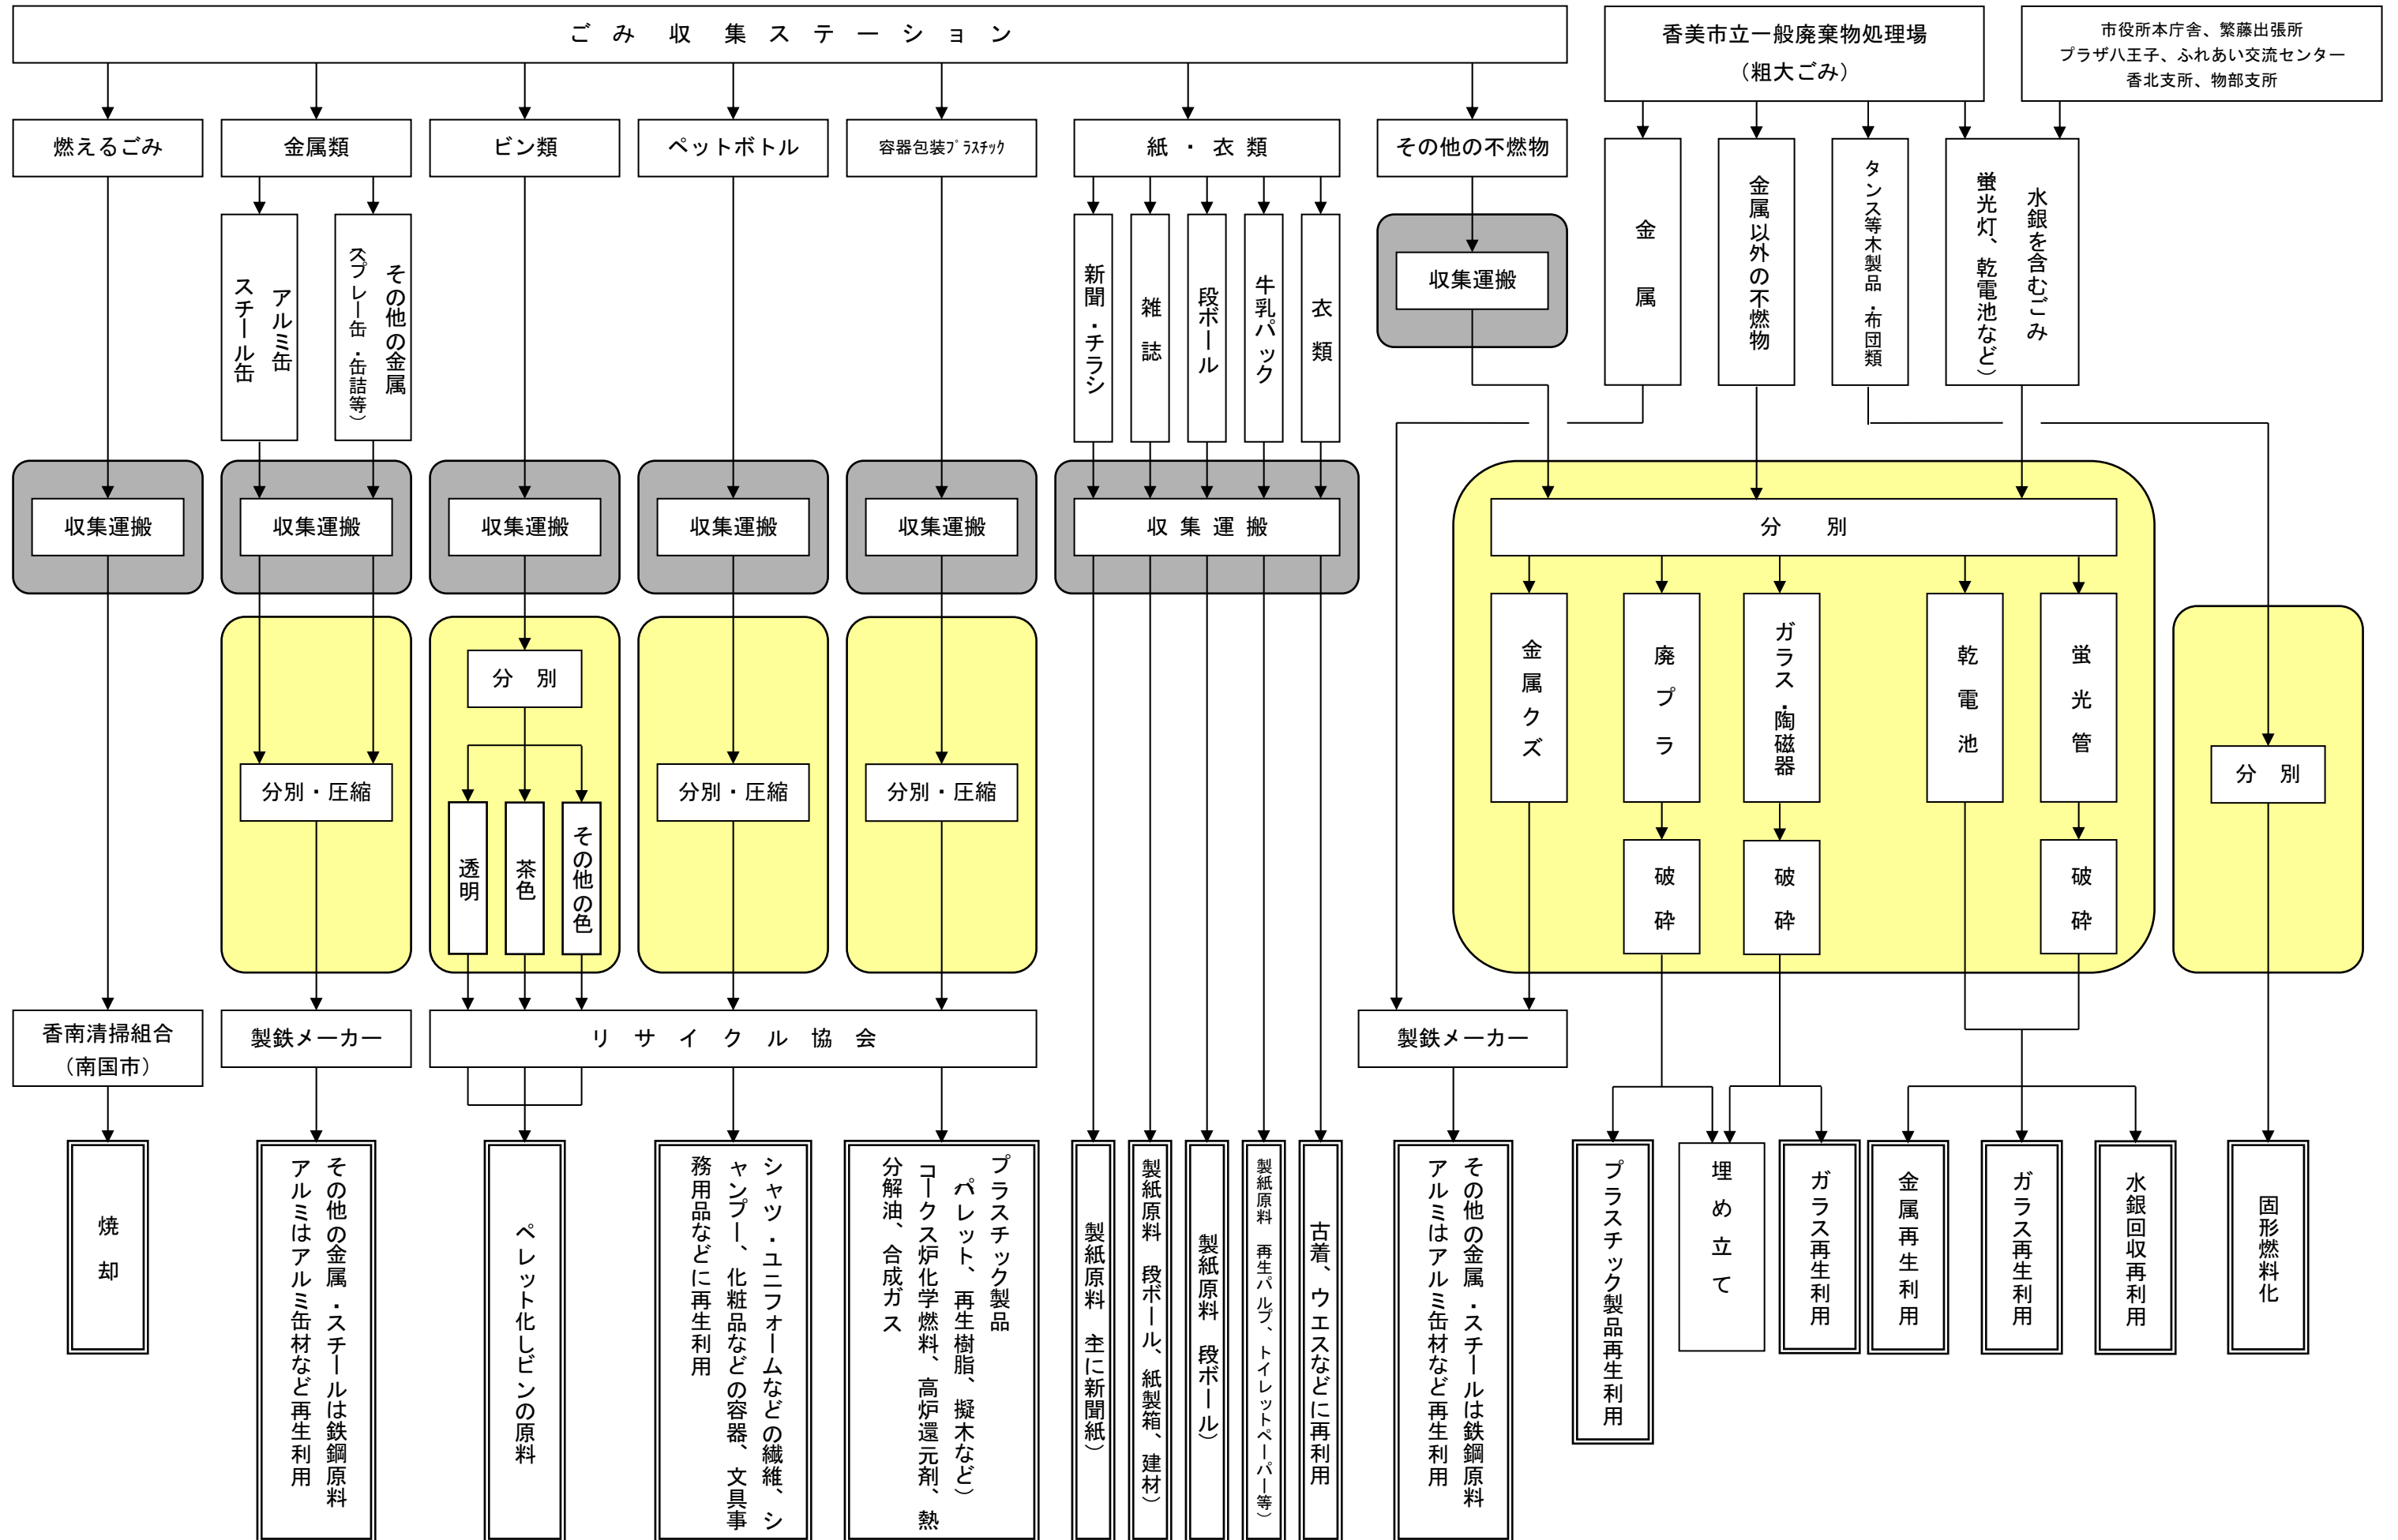 ごみ収集ステーション
香美市立一般廃棄物処理場
（粗大ごみ）
市役所本庁舎、繁藤出張所
プラザ八王子、ふれあい交流センター
香北支所、物部支所
燃えるごみ
金属類
ビン類
ペットボトル
容器包装ﾌﾟﾗｽﾁｯｸ
紙・衣類
その他の不燃物
アルミ缶
スチール缶
その他の金属
スプレー缶・缶詰等）
新聞・チラシ
雑誌
段ボール
牛乳パック
衣類
収集運搬
金属
金属以外の不燃物
タンス等木製品・布団類
水銀を含むごみ
蛍光灯、乾電池など）
収集運搬
収集運搬
収集運搬
収集運搬
収集運搬
収集運搬
分別
分別
分別・圧縮
透明
茶色
その他の色
分別・圧縮
分別・圧縮
金属クズ
廃プラ
ガラス・陶磁器
乾電池
蛍光管
破砕
破砕
破砕
分別
香南清掃組合
（南国市）
製鉄メーカー
リサイクル協会
製鉄メーカー
焼却
その他の金属・スチールは鉄鋼原料
アルミはアルミ缶材など再生利用
ペレット化しビンの原料
シャツ・ユニフォームなどの繊維、シ
ャンプー、化粧品などの容器、文具事
務用品などに再生利用
プラスチック製品
パレット、再生樹脂、擬木など）
コークス炉化学燃料、高炉還元剤、熱
分解油、合成ガス
製紙原料　主に新聞紙）
製紙原料　段ボール、紙製箱、建材）
製紙原料　段ボール）
製紙原料　再生パルプ、トイレットペーパー等）
古着、ウエスなどに再利用
その他の金属・スチールは鉄鋼原料
アルミはアルミ缶材など再生利用
プラスチック製品再生利用
埋め立て
ガラス再生利用
金属再生利用
ガラス再生利用
水銀回収再利用
固形燃料化